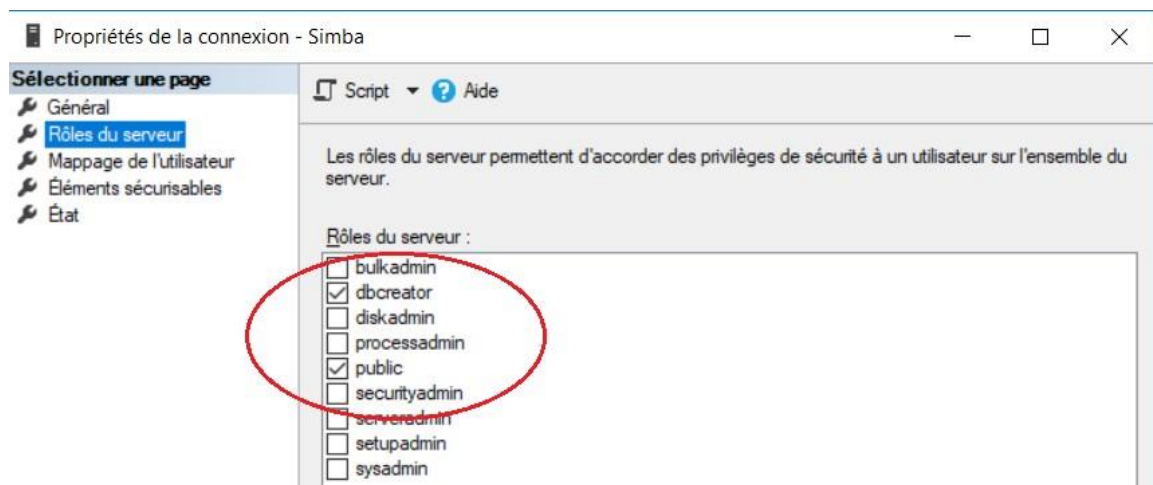 Propriétés de la connexion - Simba
Sélectionner une page
Général
Rôles du serveur
Mappage de l'utilisateur
Éléments sécurisables
État
Script
Aide
Les rôles du serveur permettent d'accorder des privilèges de sécurité à un utilisateur sur l'ensemble du
serveur.
Rôles du serveur :
bulkadmin
dbcreator
diskadmin
processadmin
public
securityadmin
serveradmin
setupadmin
sysadmin